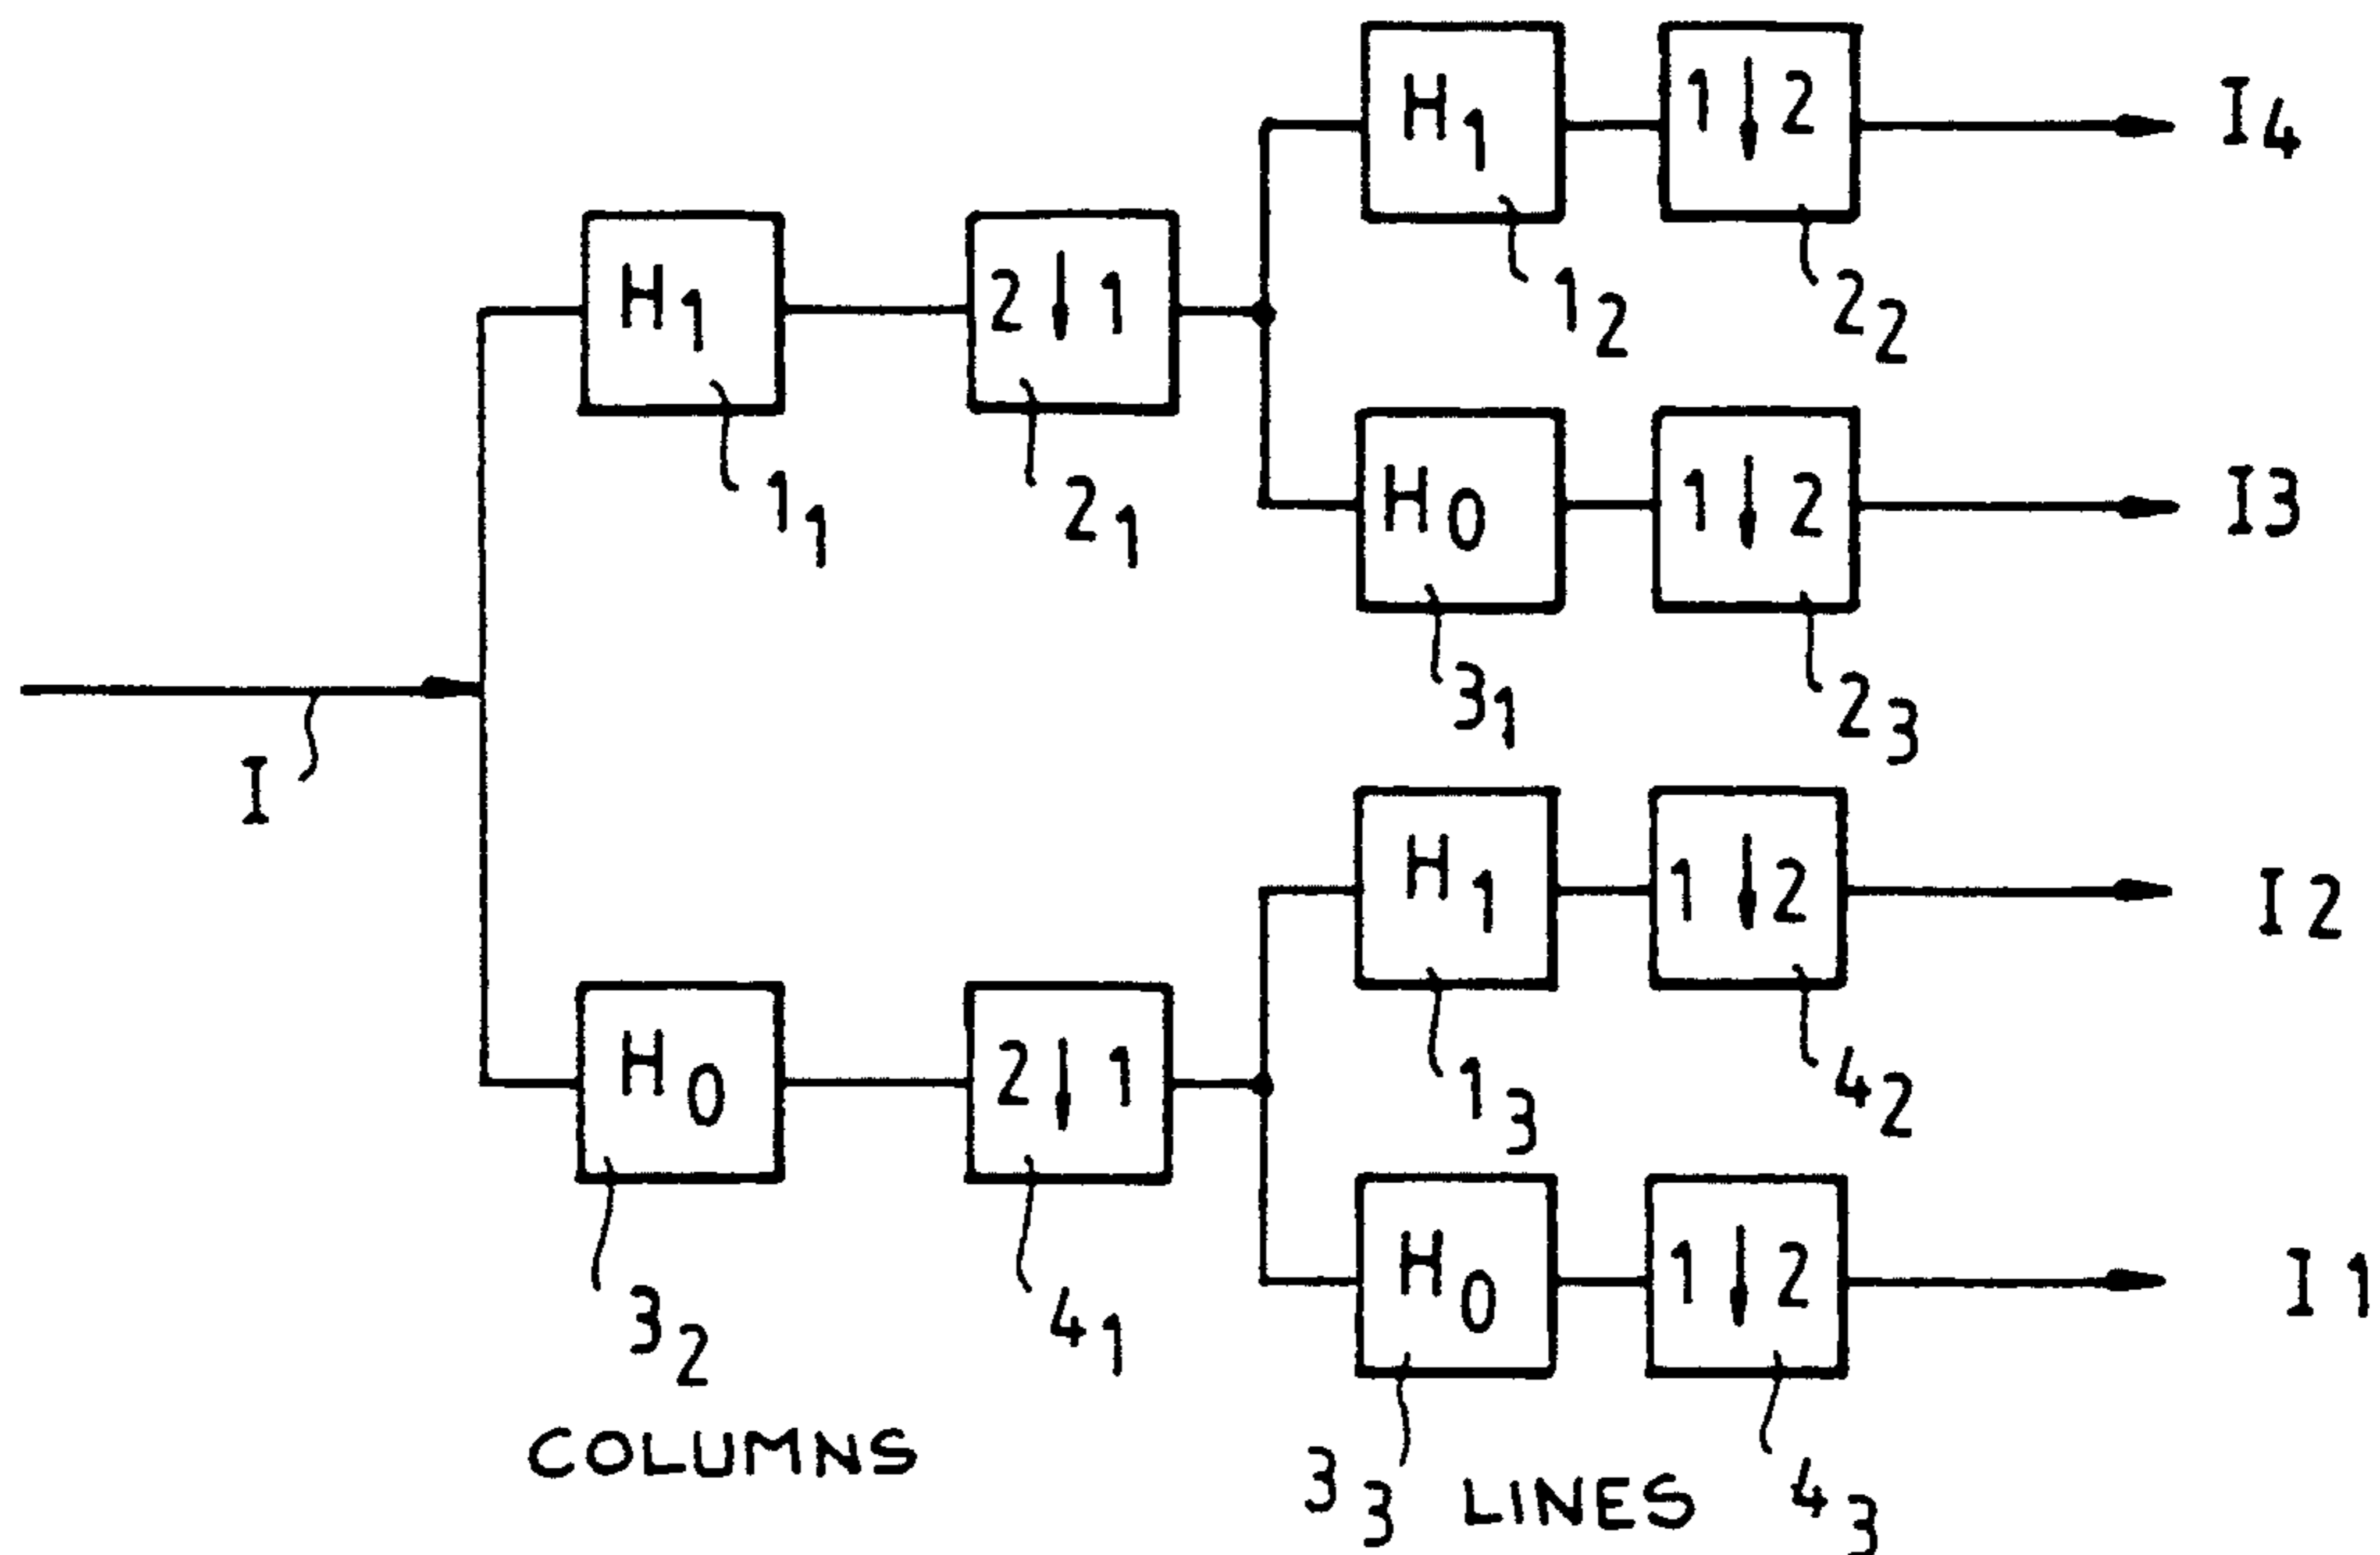 H1 1↓2 I4
H1 2↓1 1₂ 2₂
H0 1↓2 I3
1₁ 2₁
3₁ 2₃
I
H1 1↓2 I2
H0 2↓1 1₃ 4₂
H0 1↓2 I1
3₂ 4₁
COLUMNS 3₃ LINES 4₃